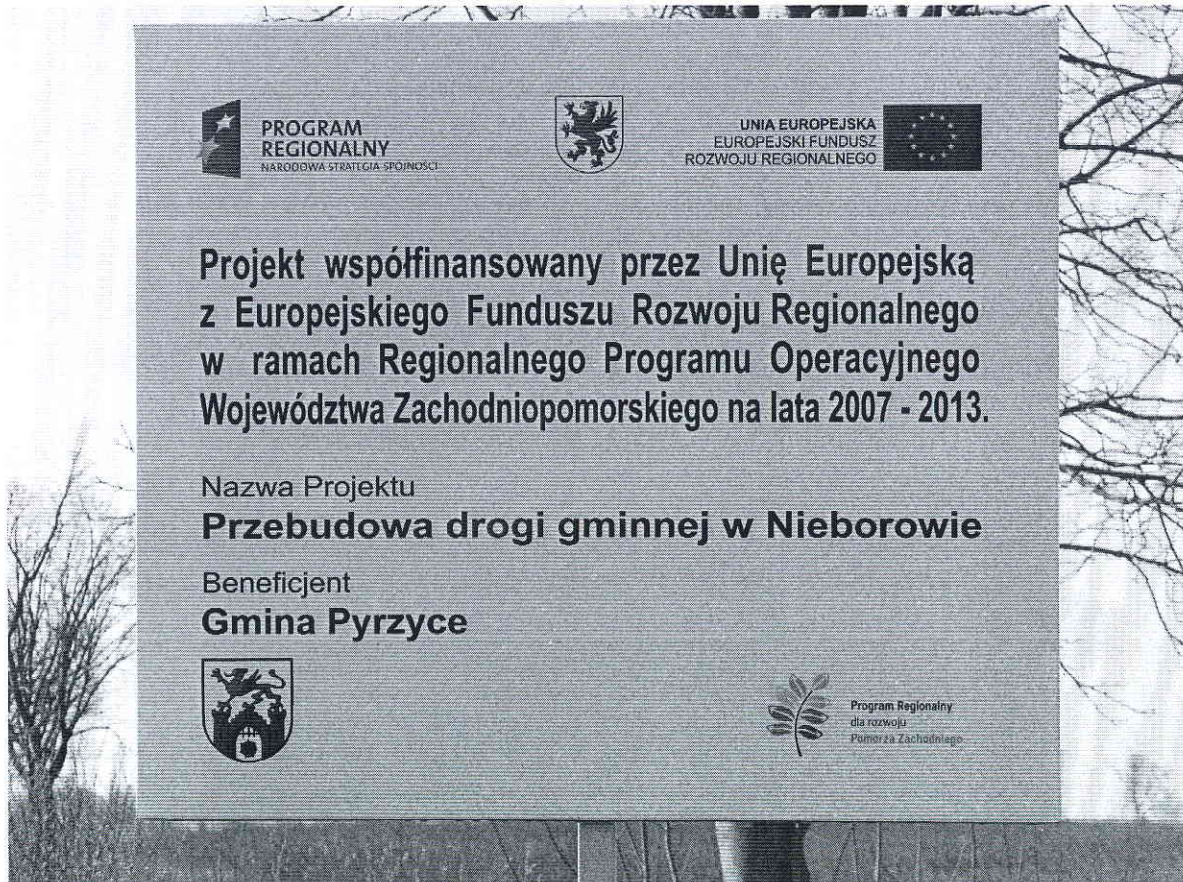 PROGRAM
REGIONALNY
NARODOWA STRATEGIA SPÓJNOŚCI
UNIA EUROPEJSKA
EUROPEJSKI FUNDUSZ
ROZWOJU REGIONALNEGO
Projekt współfinansowany przez Unię Europejską
z Europejskiego Funduszu Rozwoju Regionalnego
w ramach Regionalnego Programu Operacyjnego
Województwa Zachodniopomorskiego na lata 2007 - 2013.
Nazwa Projektu
Przebudowa drogi gminnej w Nieborowie
Beneficjent
Gmina Pyrzyce
Program Regionalny
dla rozwoju
Pomorza Zachodniego